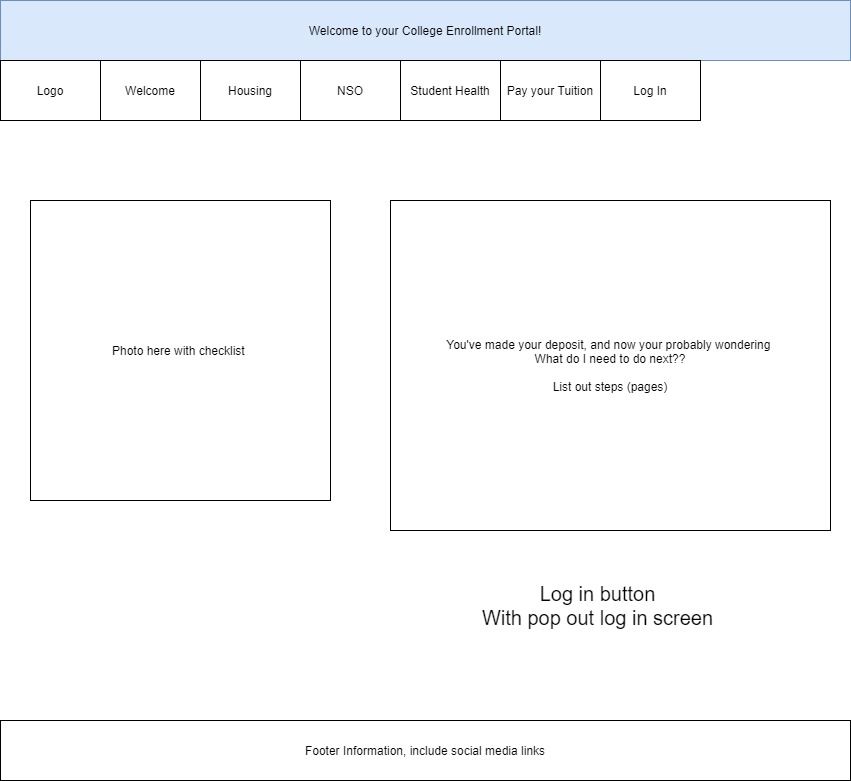 Welcome to your College Enrollment Portal!
Logo
Welcome
Housing
NSO
Student Health
Pay your Tuition
Log In
Photo here with checklist
You've made your deposit, and now your probably wondering
What do I need to do next??
List out steps (pages)
Log in button
With pop out log in screen
Footer Information, include social media links